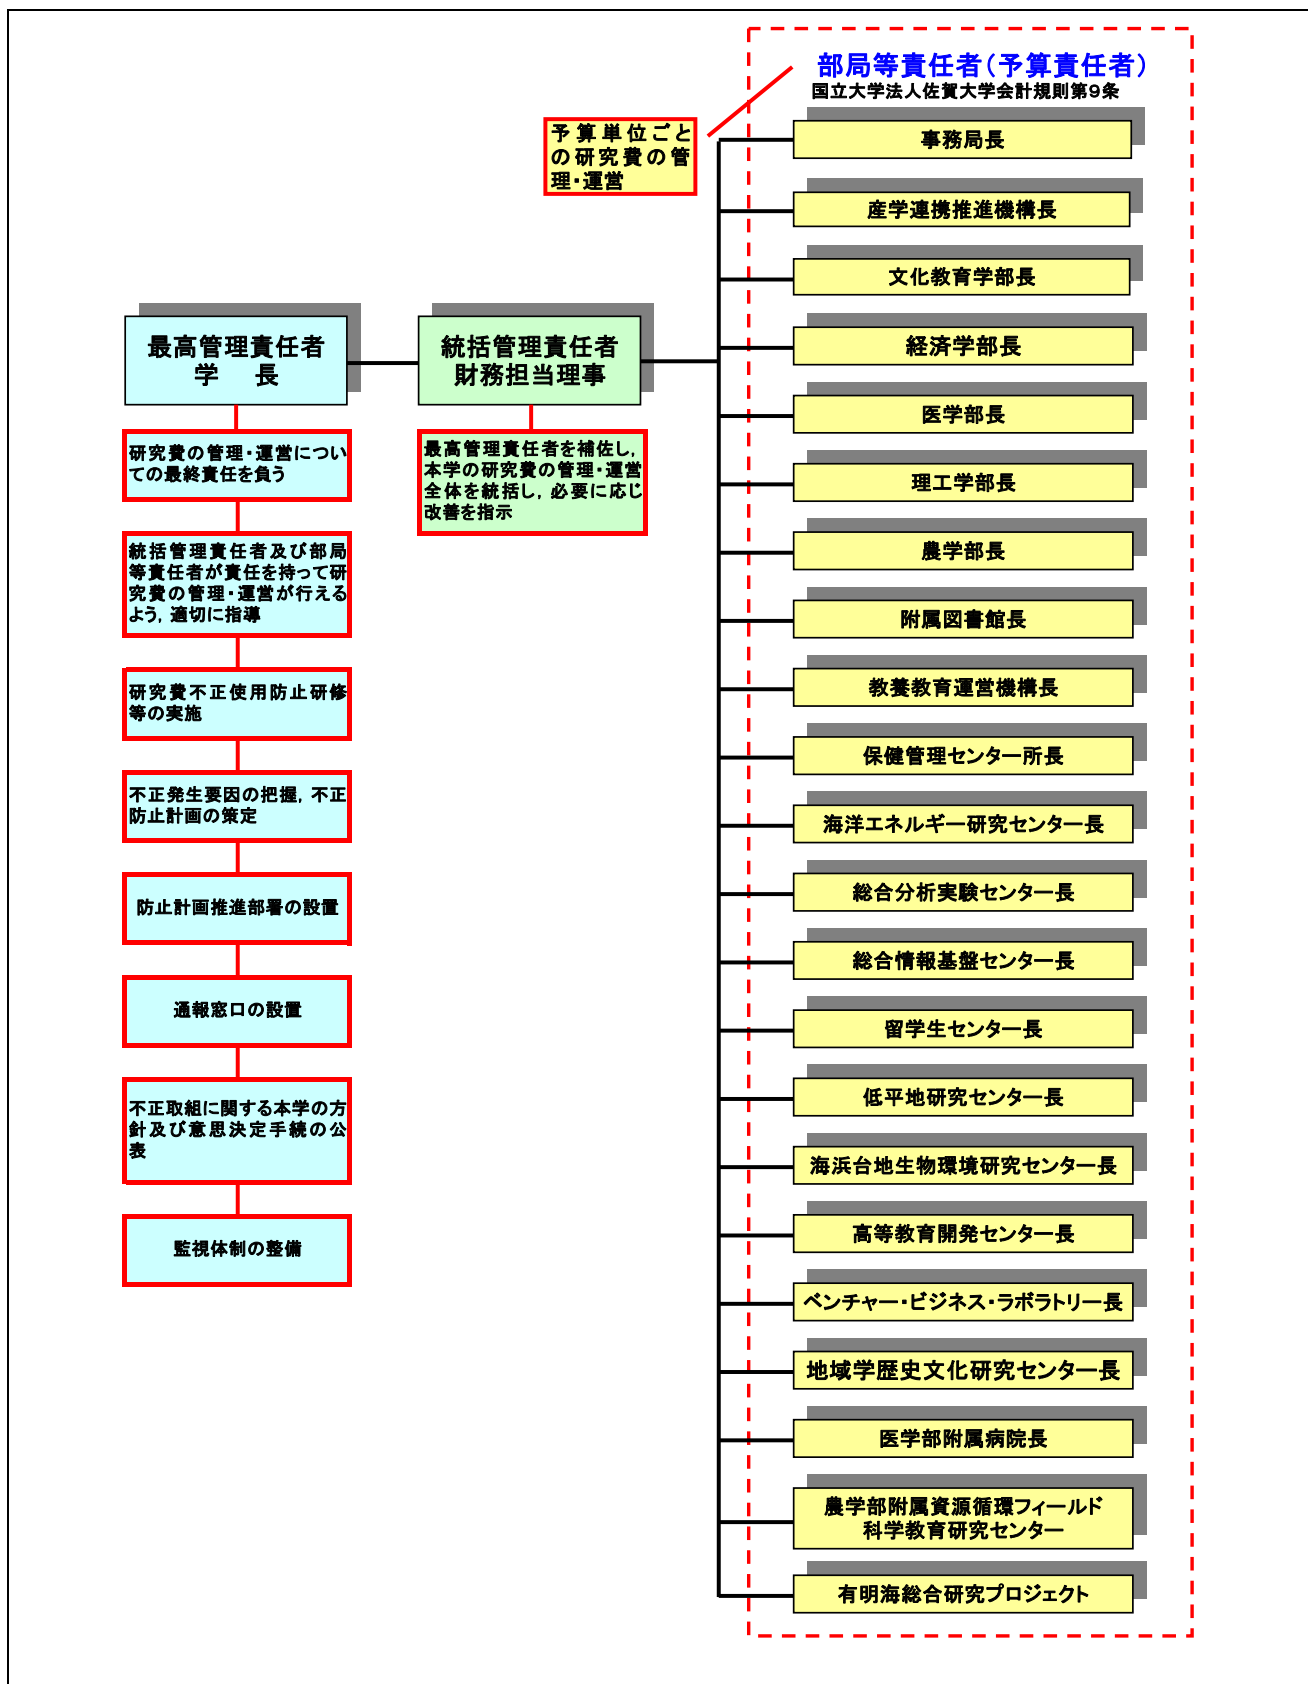 部局等責任者(予算責任者)
国立大学法人佐賀大学会計規則第9条
予算単位ごと
の研究費の管
理・運営
最高管理責任者
学 長
統括管理責任者
財務担当理事
研究費の管理・運営につい
ての最終責任を負う
統括管理責任者及び部局
等責任者が責任を持って研
究費の管理・運営が行える
よう,適切に指導
研究費不正使用防止研修
等の実施
不正発生要因の把握,不正
防止計画の策定
防止計画推進部署の設置
通報窓口の設置
不正取組に関する本学の方
針及び意思決定手続の公
表
監視体制の整備
最高管理責任者を補佐し,
本学の研究費の管理・運営
全体を統括し,必要に応じ
改善を指示
事務局長
産学連携推進機構長
文化教育学部長
経済学部長
医学部長
理工学部長
農学部長
附属図書館長
教養教育運営機構長
保健管理センター所長
海洋エネルギー研究センター長
総合分析実験センター長
総合情報基盤センター長
留学生センター長
低平地研究センター長
海浜台地生物環境研究センター長
高等教育開発センター長
ベンチャー・ビジネス・ラボラトリー長
地域学歴史文化研究センター長
医学部附属病院長
農学部附属資源循環フィールド
科学教育研究センター
有明海総合研究プロジェクト